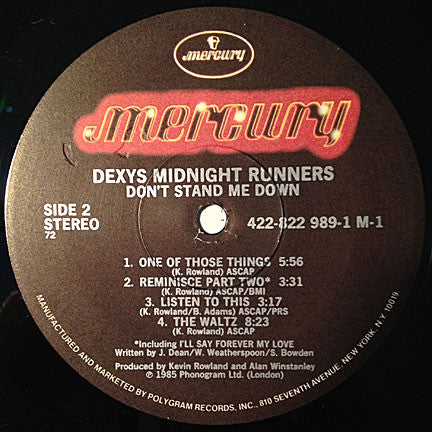 mercury
mercury
DEXYS MIDNIGHT RUNNERS
DON'T STAND ME DOWN
SIDE 2
STEREO
72
422-822 989-1 M-1
1. ONE OF THOSE THINGS 5:56
(K. Rowland) ASCAP
2. REMINISCE PART TWO* 3:31
(K. Rowland) ASCAP/BMI
3. LISTEN TO THIS 3:17
(K. Rowland/B. Adams) ASCAP/PRS
4. THE WALTZ 8:23
(K. Rowland) ASCAP
*Including I'LL SAY FOREVER MY LOVE
Written by J. Dean/W. Weatherspoon/S. Bowden
Produced by Kevin Rowland and Alan Winstanley
℗ 1985 Phonogram Ltd. (London)
MANUFACTURED AND MARKETED BY POLYGRAM RECORDS, INC., 810 SEVENTH AVENUE, NEW YORK, N.Y. 10019